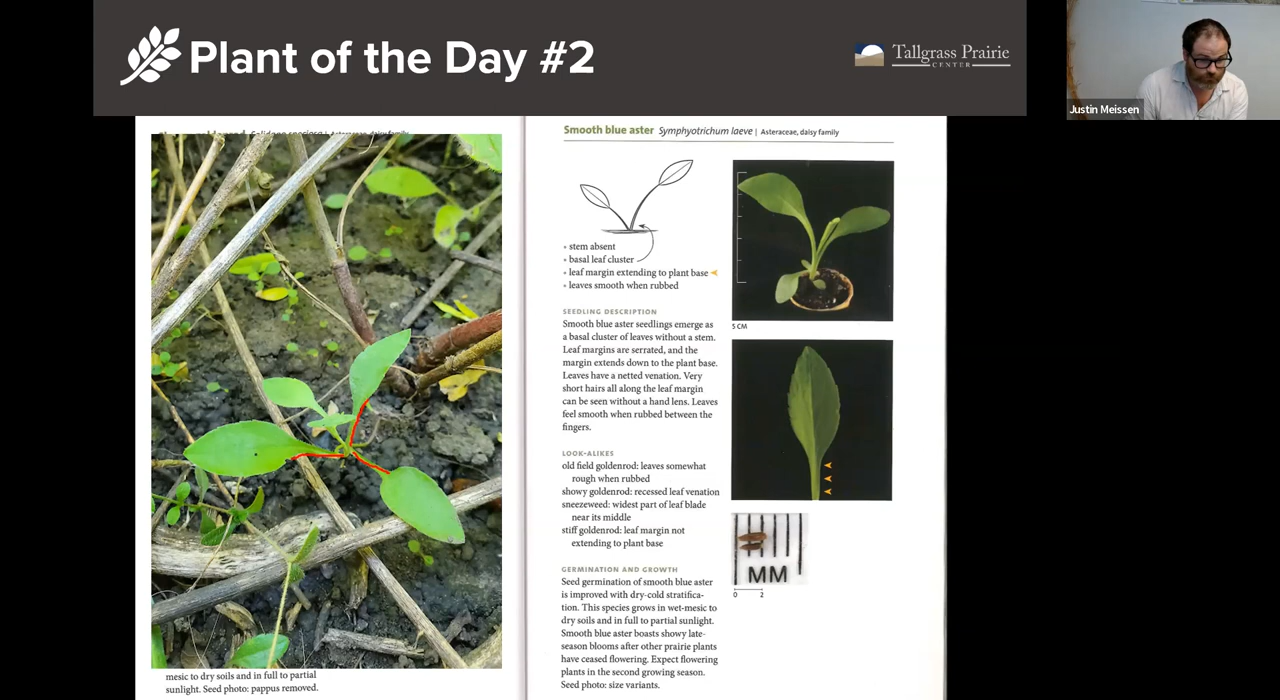 Plant of the Day #2
Tallgrass Prairie
CENTER
Justin Meissen
Solidago speciosa | Asteraceae, daisy family
mesic to dry soils and in full to partial
sunlight. Seed photo: pappus removed.
Smooth blue aster Symphyotrichum laeve | Asteraceae, daisy family
• stem absent
• basal leaf cluster
• leaf margin extending to plant base
• leaves smooth when rubbed
SEEDLING DESCRIPTION
Smooth blue aster seedlings emerge as
a basal cluster of leaves without a stem.
Leaf margins are serrated, and the
margin extends down to the plant base.
Leaves have a netted venation. Very
short hairs all along the leaf margin
can be seen without a hand lens. Leaves
feel smooth when rubbed between the
fingers.
LOOK-ALIKES
old field goldenrod: leaves somewhat
rough when rubbed
showy goldenrod: recessed leaf venation
sneezeweed: widest part of leaf blade
near its middle
stiff goldenrod: leaf margin not
extending to plant base
GERMINATION AND GROWTH
Seed germination of smooth blue aster
is improved with dry-cold stratifica-
tion. This species grows in wet-mesic to
dry soils and in full to partial sunlight.
Smooth blue aster boasts showy late-
season blooms after other prairie plants
have ceased flowering. Expect flowering
plants in the second growing season.
Seed photo: size variants.
5 CM
MM
0 2